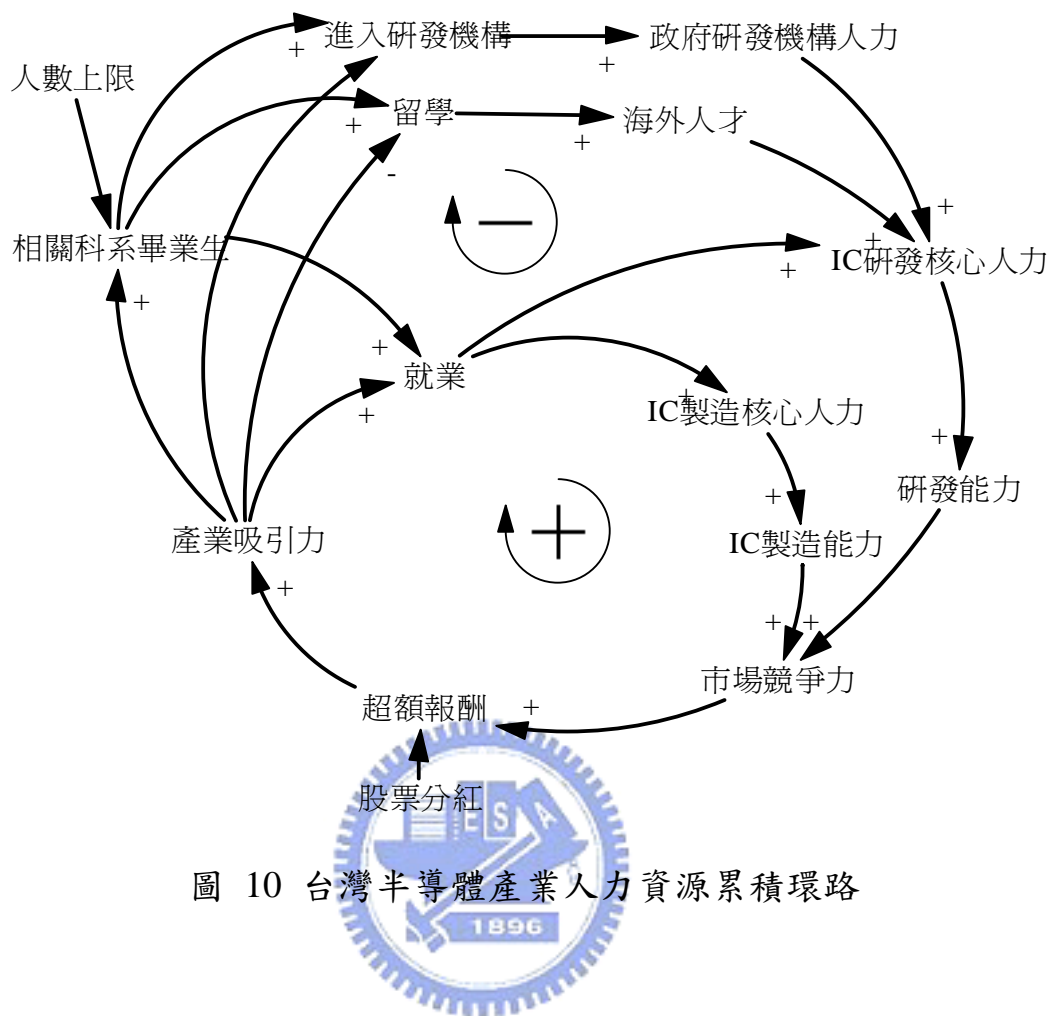 進入研發機構
政府研發機構人力
+
+
人數上限
留學
海外人才
+
+
-
+
+
相關科系畢業生
IC研發核心人力
+
+
+
就業
+
IC製造核心人力
+
+
研發能力
+
產業吸引力
IC製造能力
+
+
+
市場競爭力
超額報酬
+
股票分紅
ESA
圖 10 台灣半導體產業人力資源累積環路
1896